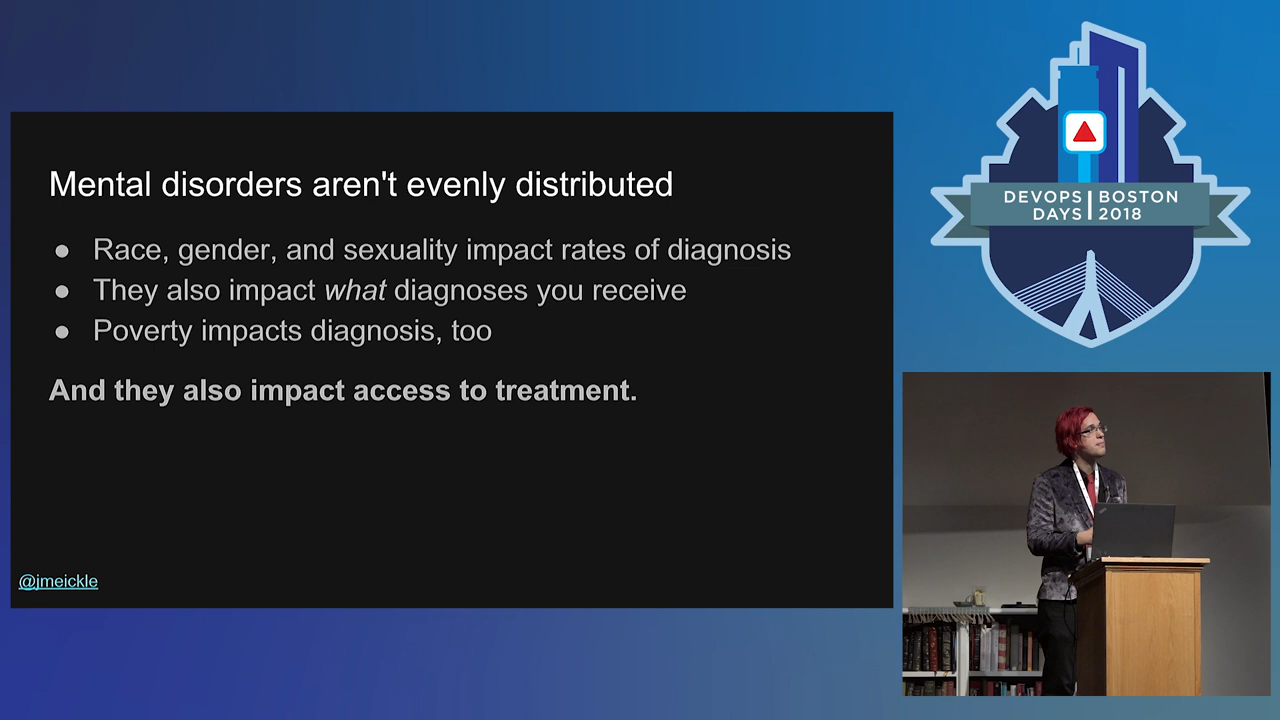 Mental disorders aren't evenly distributed
● Race, gender, and sexuality impact rates of diagnosis
● They also impact what diagnoses you receive
● Poverty impacts diagnosis, too
And they also impact access to treatment.
@jmeickle
DEVOPS | BOSTON
DAYS | 2018